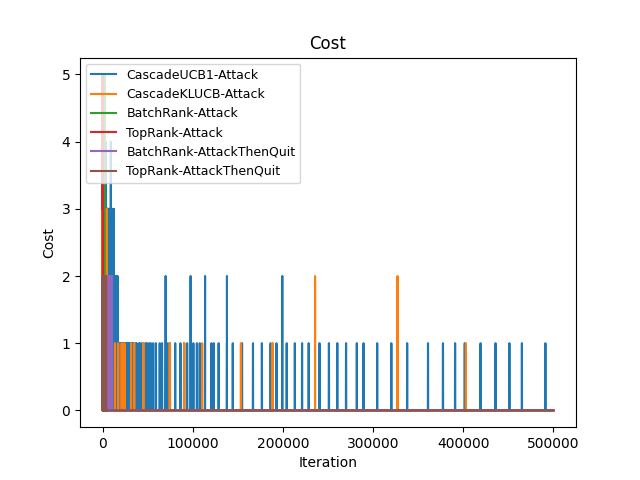 Cost
5
4
3
2
1
0
Cost
CascadeUCB1-Attack
CascadeKLUCB-Attack
BatchRank-Attack
TopRank-Attack
BatchRank-AttackThenQuit
TopRank-AttackThenQuit
0 100000 200000 300000 400000 500000
Iteration